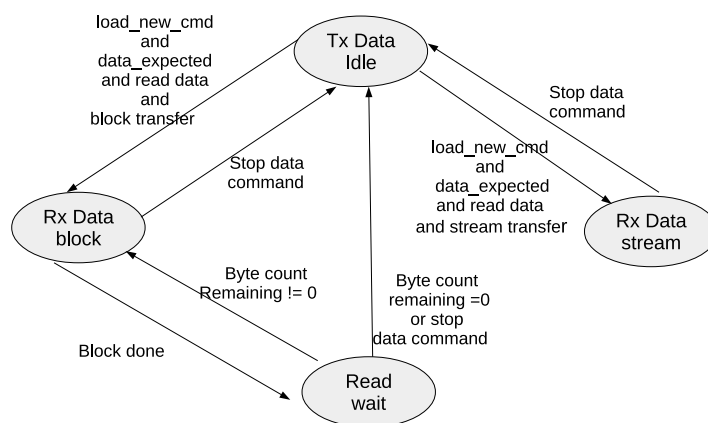 load_new_cmd
and
data_expected
and read data
and
block transfer
Tx Data
Idle
Stop data
command
Stop data
command
load_new_cmd
and
data_expected
and read data
and stream transfer
Rx Data
block
Rx Data
stream
Byte count
Remaining != 0
Byte count
remaining =0
or stop
data command
Block done
Read
wait